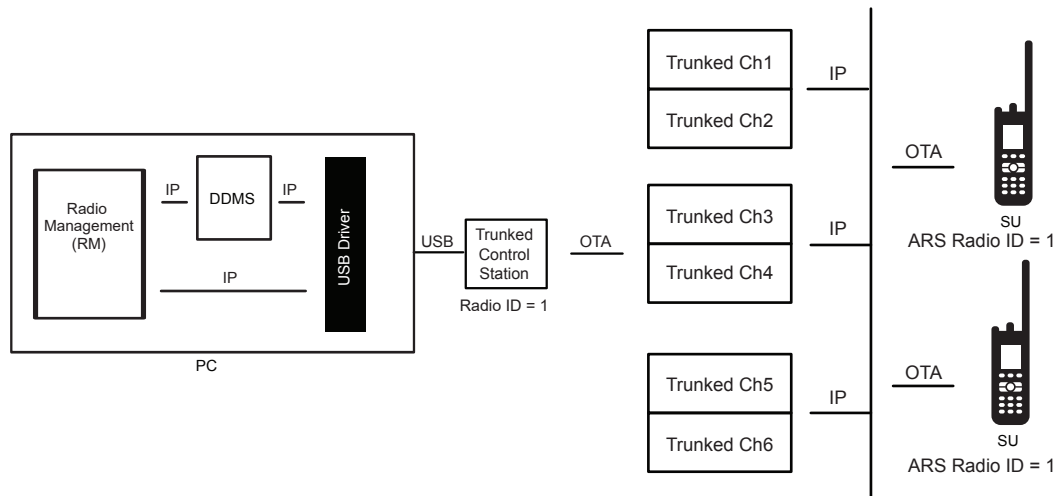 Radio
Management
(RM)
IP
DDMS
IP
IP
USB Driver
PC
USB
Trunked
Control
Station
Radio ID = 1
OTA
Trunked Ch1
Trunked Ch2
IP
Trunked Ch3
Trunked Ch4
IP
Trunked Ch5
Trunked Ch6
IP
OTA
SU
ARS Radio ID = 1
OTA
SU
ARS Radio ID = 1